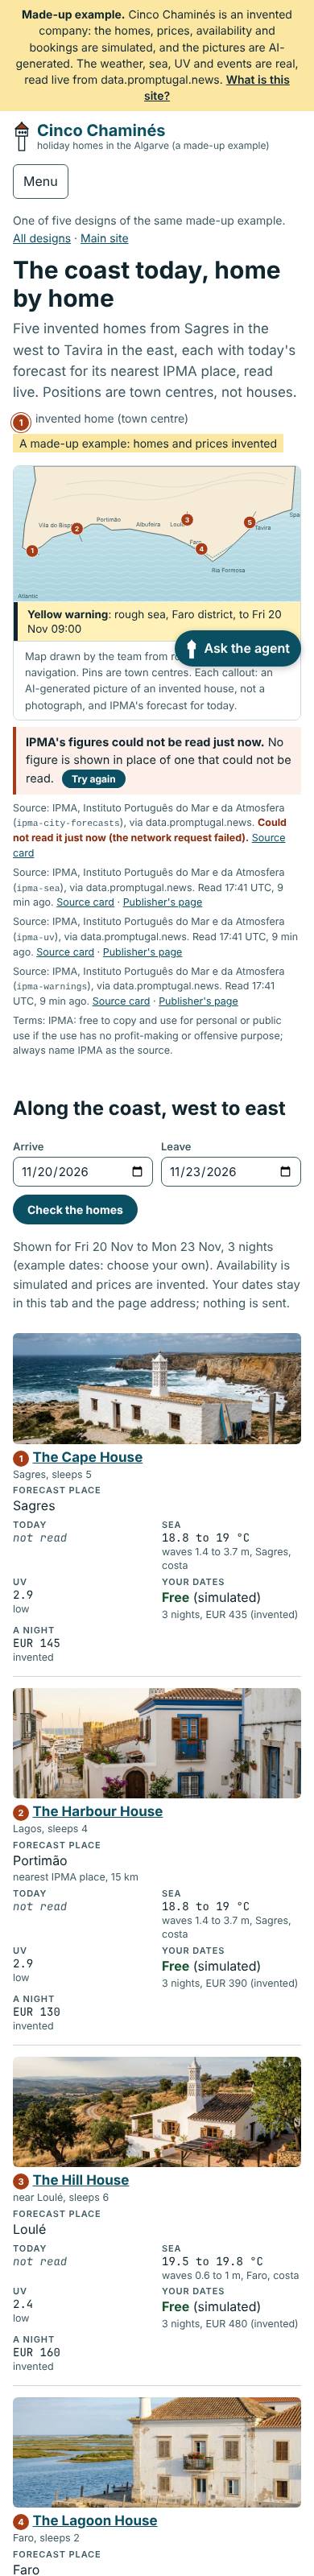 Made-up example. Cinco Chaminés is an invented
company: the homes, prices, availability and
bookings are simulated, and the pictures are AI-
generated. The weather, sea, UV and events are real,
read live from data.promptugal.news. What is this
site?
Cinco Chaminés
holiday homes in the Algarve (a made-up example)
Menu
One of five designs of the same made-up example.
All designs · Main site
The coast today, home
by home
Five invented homes from Sagres in the
west to Tavira in the east, each with today's
forecast for its nearest IPMA place, read
live. Positions are town centres, not houses.
1 invented home (town centre)
A made-up example: homes and prices invented
Vila do Bisp
2
Portimão
Albufeira
Loul
3
5
Tavira
Spa
1
Faro
4
Ria Formosa
Atlantic
Yellow warning: rough sea, Faro district, to Fri 20
Nov 09:00
Map drawn by the team from ro
Ask the agent
navigation. Pins are town centres. Each callout: an
AI-generated picture of an invented house, not a
photograph, and IPMA's forecast for today.
IPMA's figures could not be read just now. No
figure is shown in place of one that could not be
read. Try again
Source: IPMA, Instituto Português do Mar e da Atmosfera
(ipma-city-forecasts), via data.promptugal.news. Could
not read it just now (the network request failed). Source
card
Source: IPMA, Instituto Português do Mar e da Atmosfera
(ipma-sea), via data.promptugal.news. Read 17:41 UTC, 9
min ago. Source card · Publisher's page
Source: IPMA, Instituto Português do Mar e da Atmosfera
(ipma-uv), via data.promptugal.news. Read 17:41 UTC, 9 min
ago. Source card · Publisher's page
Source: IPMA, Instituto Português do Mar e da Atmosfera
(ipma-warnings), via data.promptugal.news. Read 17:41
UTC, 9 min ago. Source card · Publisher's page
Terms: IPMA: free to copy and use for personal or public
use if the use has no profit-making or offensive purpose;
always name IPMA as the source.
Along the coast, west to east
Arrive
Leave
11/20/2026
11/23/2026
Check the homes
Shown for Fri 20 Nov to Mon 23 Nov, 3 nights
(example dates: choose your own). Availability is
simulated and prices are invented. Your dates stay
in this tab and the page address; nothing is sent.
1 The Cape House
Sagres, sleeps 5
FORECAST PLACE
Sagres
TODAY
not read
SEA
18.8 to 19 °C
waves 1.4 to 3.7 m, Sagres,
costa
UV
2.9
low
YOUR DATES
Free (simulated)
3 nights, EUR 435 (invented)
A NIGHT
EUR 145
invented
2 The Harbour House
Lagos, sleeps 4
FORECAST PLACE
Portimão
nearest IPMA place, 15 km
TODAY
not read
SEA
18.8 to 19 °C
waves 1.4 to 3.7 m, Sagres,
costa
UV
2.9
low
YOUR DATES
Free (simulated)
3 nights, EUR 390 (invented)
A NIGHT
EUR 130
invented
3 The Hill House
near Loulé, sleeps 6
FORECAST PLACE
Loulé
TODAY
not read
SEA
19.5 to 19.8 °C
waves 0.6 to 1 m, Faro, costa
UV
2.4
low
YOUR DATES
Free (simulated)
3 nights, EUR 480 (invented)
A NIGHT
EUR 160
invented
4 The Lagoon House
Faro, sleeps 2
FORECAST PLACE
Faro